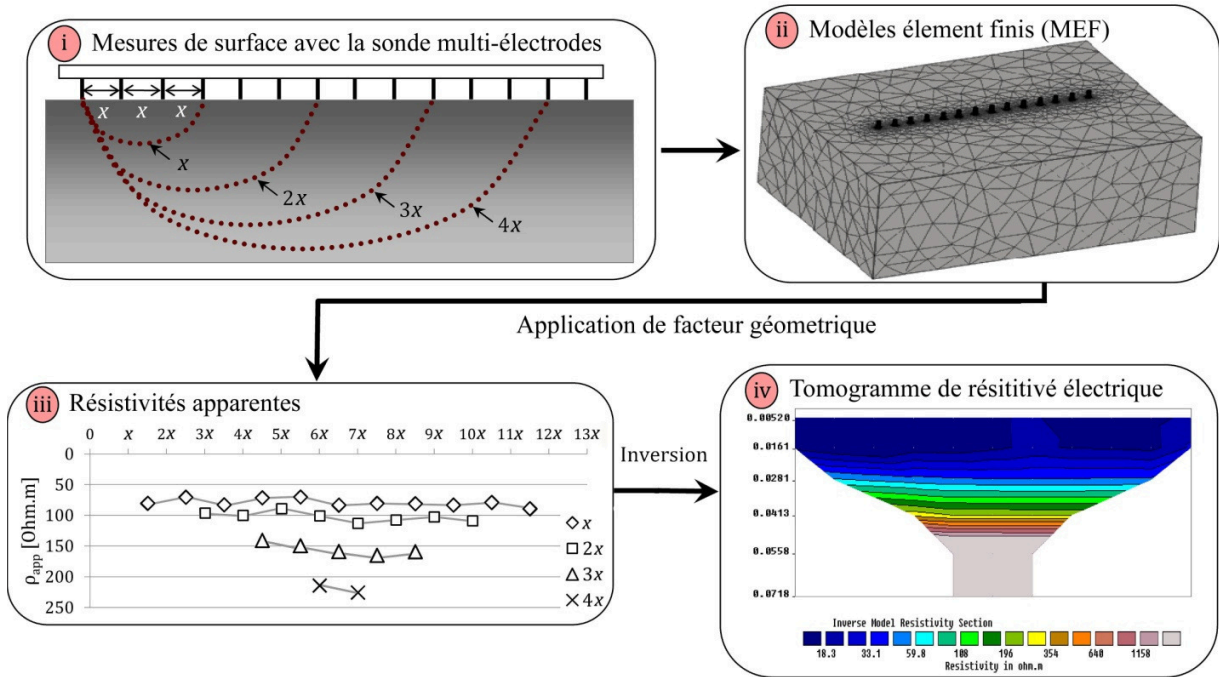 i Mesures de surface avec la sonde multi-électrodes
x x x
x
2x
3x
4x
ii Modèles élement finis (MEF)
Application de facteur géometrique
iii Résistivités apparentes
0 x 2x 3x 4x 5x 6x 7x 8x 9x 10x 11x 12x 13x
ρapp [Ohm.m]
0
50
100
150
200
250
x
2x
3x
4x
Inversion
iv Tomogramme de résititivé électrique
0.00520
0.0161
0.0281
0.0413
0.0558
0.0718
Inverse Model Resistivity Section
18.3 33.1 59.8 108 196 354 640 1158
Resistivity in ohm.m